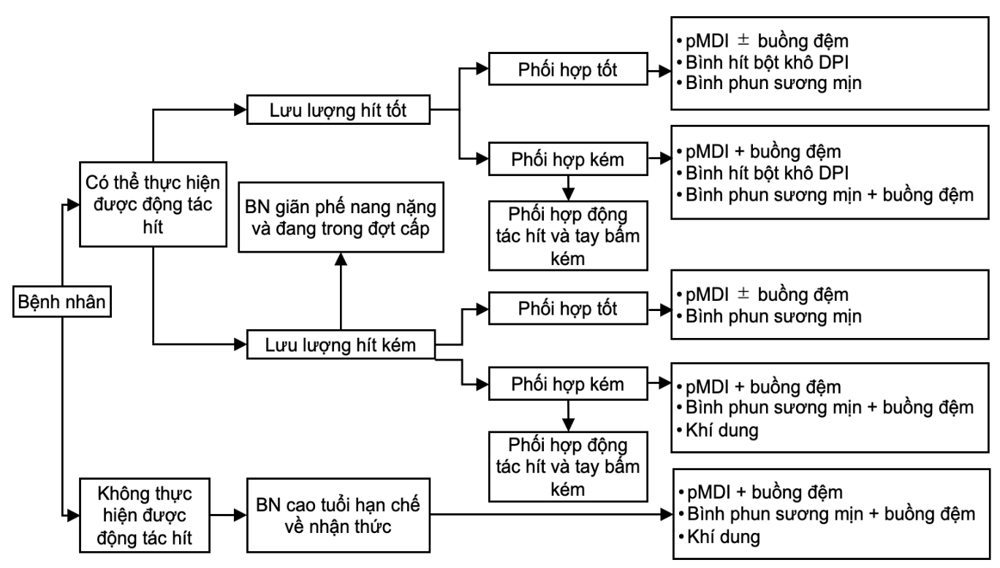 • pMDI ± buồng đệm
• Bình hít bột khô DPI
• Bình phun sương mịn
Phối hợp tốt
Lưu lượng hít tốt
Phối hợp kém
• pMDI + buồng đệm
• Bình hít bột khô DPI
• Bình phun sương mịn + buồng đệm
Có thể thực hiện
được động tác
hít
BN giãn phế nang nặng
và đang trong đợt cấp
Phối hợp động
tác hít và tay bấm
kém
Bệnh nhân
Phối hợp tốt
• pMDI ± buồng đệm
• Bình phun sương mịn
Lưu lượng hít kém
Phối hợp kém
• pMDI + buồng đệm
• Bình phun sương mịn + buồng đệm
• Khí dung
Phối hợp động
tác hít và tay bấm
kém
Không thực
hiện được
động tác hít
BN cao tuổi hạn chế
về nhận thức
• pMDI + buồng đệm
• Bình phun sương mịn + buồng đệm
• Khí dung